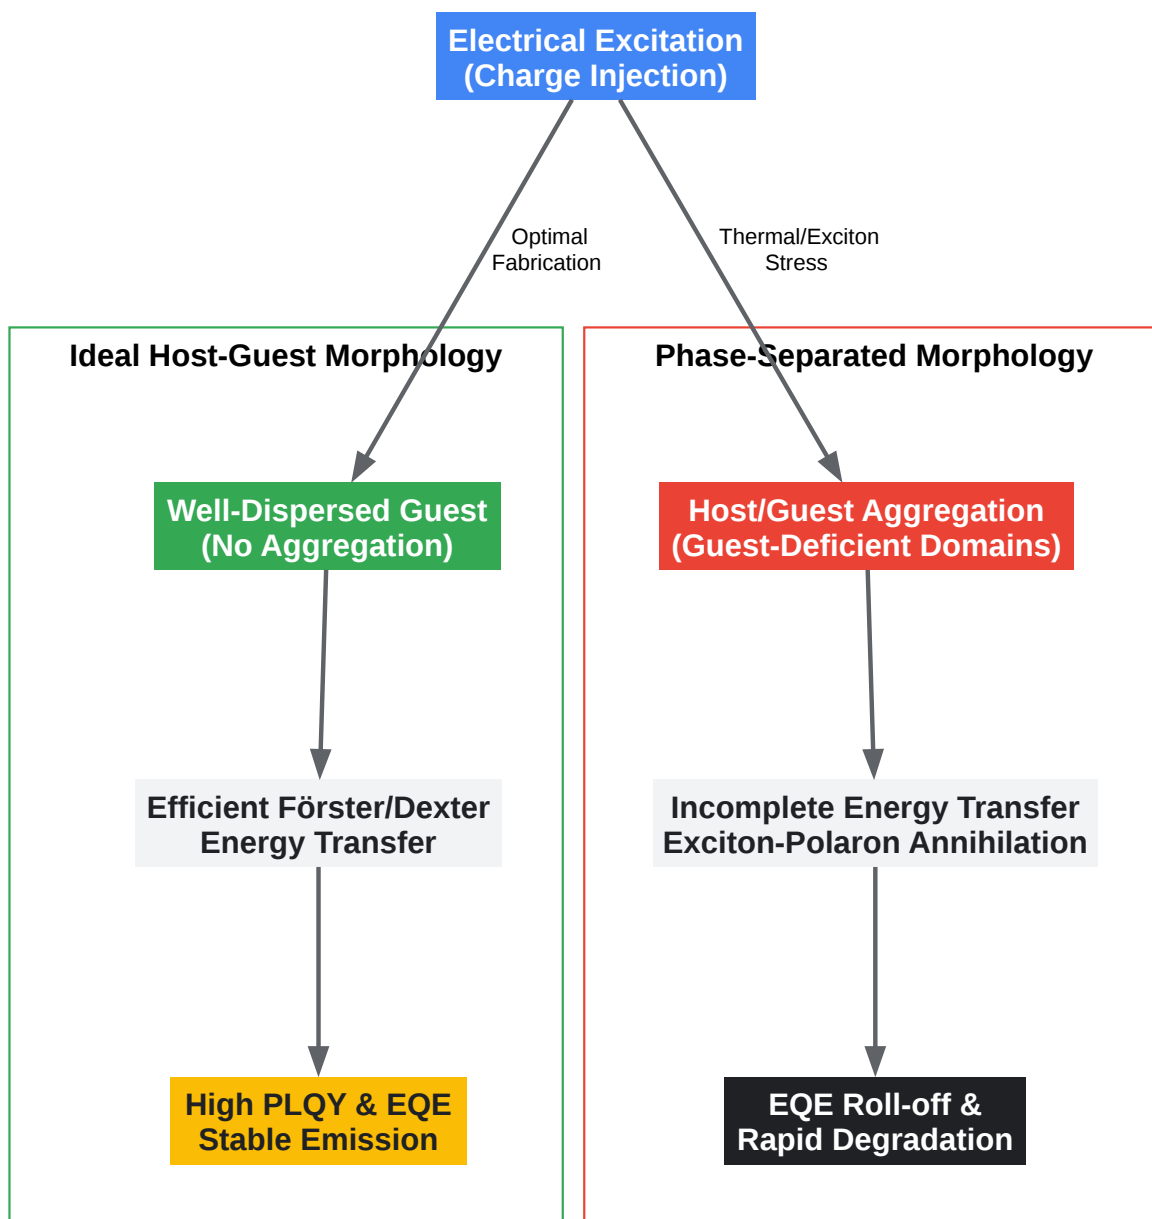 Electrical Excitation
(Charge Injection)
Optimal
Fabrication
Thermal/Exciton
Stress
Ideal Host-Guest Morphology
Phase-Separated Morphology
Well-Dispersed Guest
(No Aggregation)
Host/Guest Aggregation
(Guest-Deficient Domains)
Efficient Förster/Dexter
Energy Transfer
Incomplete Energy Transfer
Exciton-Polaron Annihilation
High PLQY & EQE
Stable Emission
EQE Roll-off &
Rapid Degradation